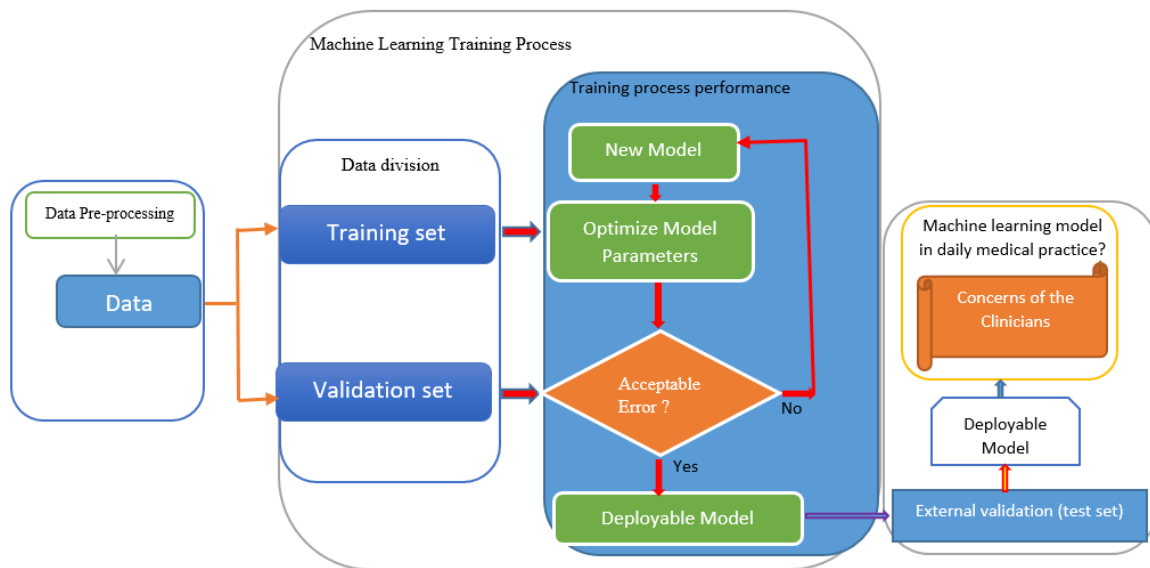 Machine Learning Training Process
Data Pre-processing
Data
Data division
Training set
Validation set
Training process performance
New Model
Optimize Model
Parameters
Acceptable
Error ?
No
Yes
Deployable Model
Machine learning model
in daily medical practice?
Concerns of the
Clinicians
Deployable
Model
External validation (test set)